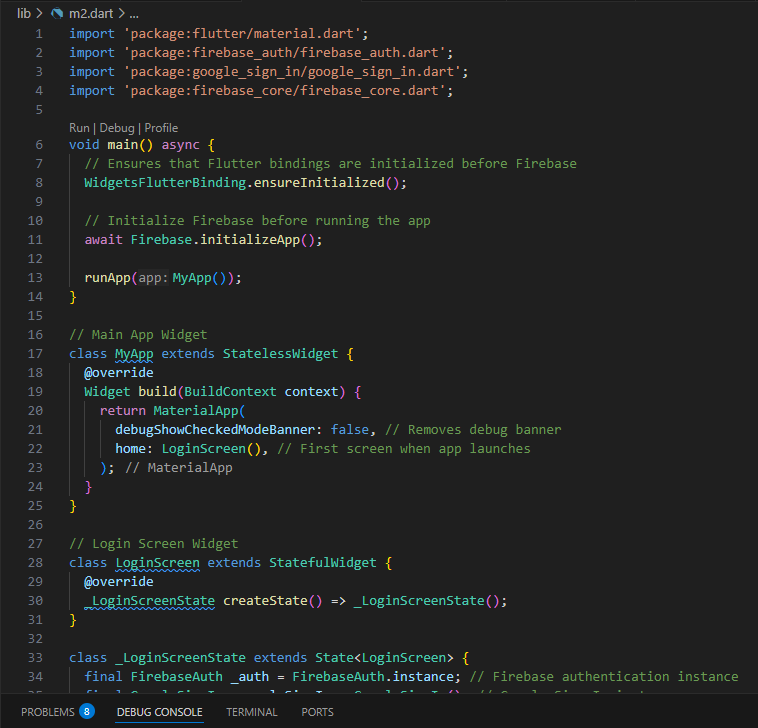 lib > m2.dart > ...
1 import 'package:flutter/material.dart';
2 import 'package:firebase_auth/firebase_auth.dart';
3 import 'package:google_sign_in/google_sign_in.dart';
4 import 'package:firebase_core/firebase_core.dart';
5
Run | Debug | Profile
6 void main() async {
7   // Ensures that Flutter bindings are initialized before Firebase
8   WidgetsFlutterBinding.ensureInitialized();
9
10   // Initialize Firebase before running the app
11   await Firebase.initializeApp();
12
13   runApp(app: MyApp());
14 }
15
16 // Main App Widget
17 class MyApp extends StatelessWidget {
18   @override
19   Widget build(BuildContext context) {
20     return MaterialApp(
21       debugShowCheckedModeBanner: false, // Removes debug banner
22       home: LoginScreen(), // First screen when app launches
23     ); // MaterialApp
24   }
25 }
26
27 // Login Screen Widget
28 class LoginScreen extends StatefulWidget {
29   @override
30   _LoginScreenState createState() => _LoginScreenState();
31 }
32
33 class _LoginScreenState extends State<LoginScreen> {
34   final FirebaseAuth _auth = FirebaseAuth.instance; // Firebase authentication instance
PROBLEMS 8 DEBUG CONSOLE TERMINAL PORTS